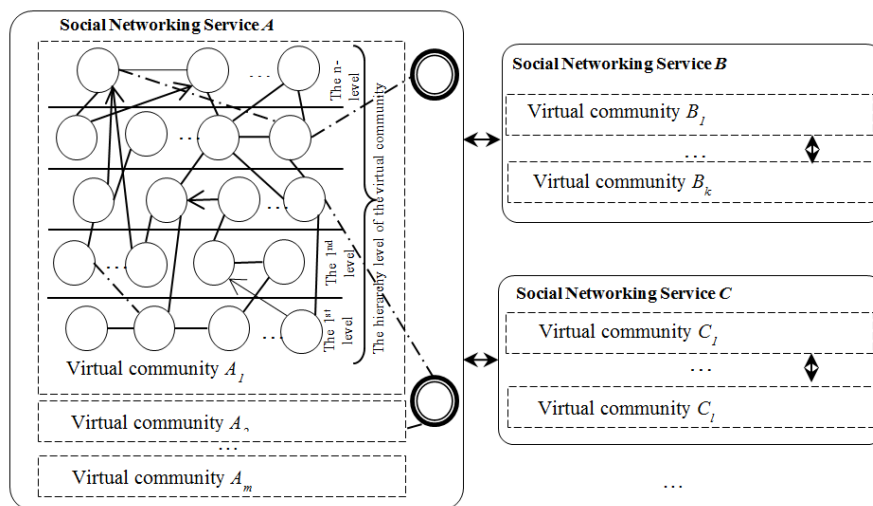 Social Networking Service A
...
The n-
level
...
...
The 1nd
level
...
The 1st
level
...
The hierarchy level of the virtual community
Virtual community A1
Virtual community A2
...
Virtual community Am
Social Networking Service B
Virtual community B1
...
Virtual community Bk
Social Networking Service C
Virtual community C1
...
Virtual community Cl
...